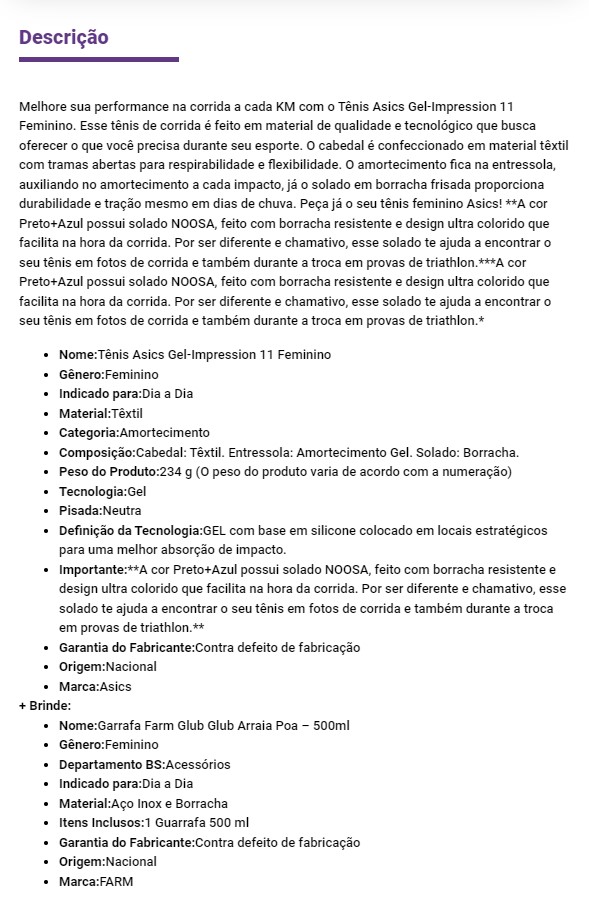 Descrição
Melhore sua performance na corrida a cada KM com o Tênis Asics Gel-Impression 11
Feminino. Esse tênis de corrida é feito em material de qualidade e tecnológico que busca
oferecer o que você precisa durante seu esporte. O cabedal é confeccionado em material têxtil
com tramas abertas para respirabilidade e flexibilidade. O amortecimento fica na entressola,
auxiliando no amortecimento a cada impacto, já o solado em borracha frisada proporciona
durabilidade e tração mesmo em dias de chuva. Peça já o seu tênis feminino Asics! **A cor
Preto+Azul possui solado NOOSA, feito com borracha resistente e design ultra colorido que
facilita na hora da corrida. Por ser diferente e chamativo, esse solado te ajuda a encontrar o
seu tênis em fotos de corrida e também durante a troca em provas de triathlon.***A cor
Preto+Azul possui solado NOOSA, feito com borracha resistente e design ultra colorido que
facilita na hora da corrida. Por ser diferente e chamativo, esse solado te ajuda a encontrar o
seu tênis em fotos de corrida e também durante a troca em provas de triathlon.*
• Nome:Tênis Asics Gel-Impression 11 Feminino
• Gênero:Feminino
• Indicado para:Dia a Dia
• Material:Têxtil
• Categoria:Amortecimento
• Composição:Cabedal: Têxtil. Entressola: Amortecimento Gel. Solado: Borracha.
• Peso do Produto:234 g (O peso do produto varia de acordo com a numeração)
• Tecnologia:Gel
• Pisada:Neutra
• Definição da Tecnologia:GEL com base em silicone colocado em locais estratégicos
para uma melhor absorção de impacto.
• Importante:**A cor Preto+Azul possui solado NOOSA, feito com borracha resistente e
design ultra colorido que facilita na hora da corrida. Por ser diferente e chamativo, esse
solado te ajuda a encontrar o seu tênis em fotos de corrida e também durante a troca
em provas de triathlon.**
• Garantia do Fabricante:Contra defeito de fabricação
• Origem:Nacional
• Marca:Asics
+ Brinde:
• Nome:Garrafa Farm Glub Glub Arraia Poa – 500ml
• Gênero:Feminino
• Departamento BS:Acessórios
• Indicado para:Dia a Dia
• Material:Aço Inox e Borracha
• Itens Inclusos:1 Guarrafa 500 ml
• Garantia do Fabricante:Contra defeito de fabricação
• Origem:Nacional
• Marca:FARM